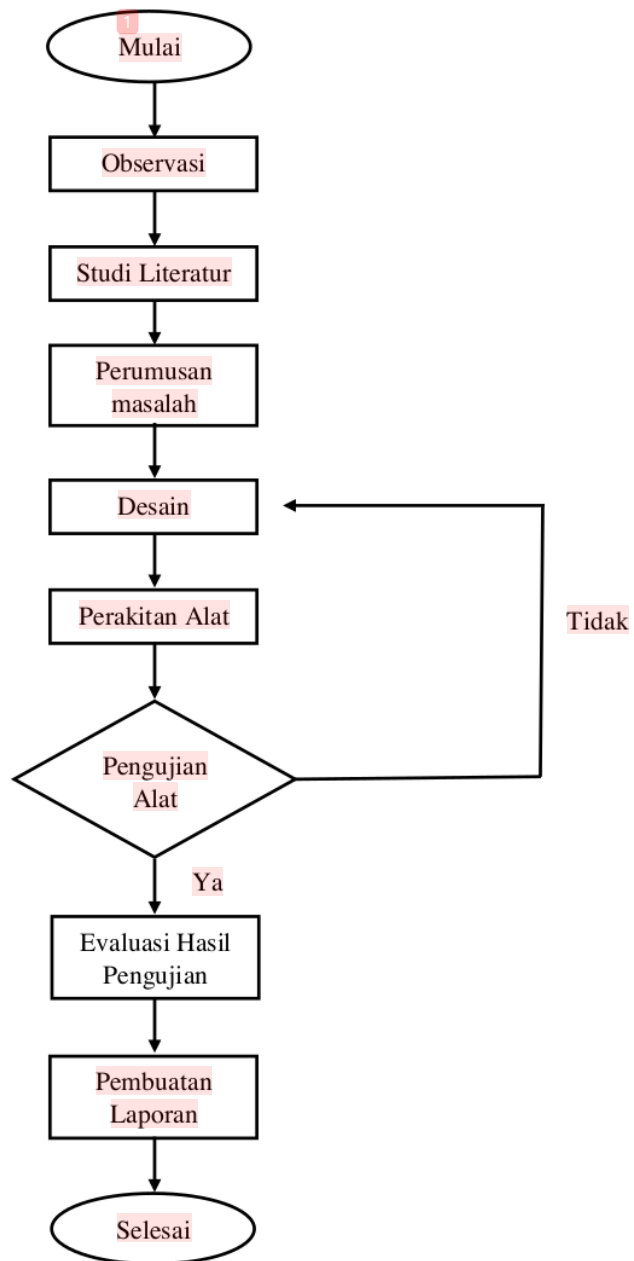 1
Mulai
Observasi
Studi Literatur
Perumusan
masalah
Desain
Perakitan Alat
Tidak
Pengujian
Alat
Ya
Evaluasi Hasil
Pengujian
Pembuatan
Laporan
Selesai